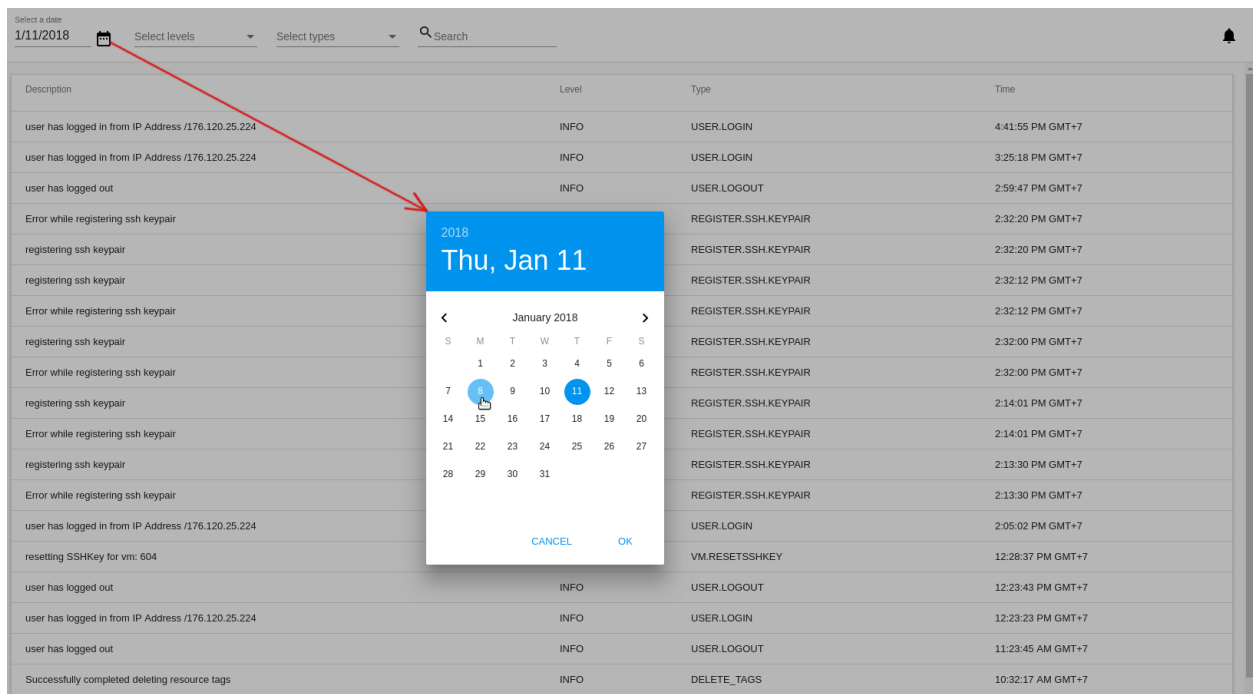 Select a date
1/11/2018 Select levels Select types Search
Description Level Type Time
user has logged in from IP Address /176.120.25.224 INFO USER.LOGIN 4:41:55 PM GMT+7
user has logged in from IP Address /176.120.25.224 INFO USER.LOGIN 3:25:18 PM GMT+7
user has logged out INFO USER.LOGOUT 2:59:47 PM GMT+7
Error while registering ssh keypair REGISTER.SSH.KEYPAIR 2:32:20 PM GMT+7
registering ssh keypair REGISTER.SSH.KEYPAIR 2:32:20 PM GMT+7
registering ssh keypair REGISTER.SSH.KEYPAIR 2:32:12 PM GMT+7
Error while registering ssh keypair REGISTER.SSH.KEYPAIR 2:32:12 PM GMT+7
registering ssh keypair REGISTER.SSH.KEYPAIR 2:32:00 PM GMT+7
Error while registering ssh keypair REGISTER.SSH.KEYPAIR 2:32:00 PM GMT+7
registering ssh keypair REGISTER.SSH.KEYPAIR 2:14:01 PM GMT+7
Error while registering ssh keypair REGISTER.SSH.KEYPAIR 2:14:01 PM GMT+7
registering ssh keypair REGISTER.SSH.KEYPAIR 2:13:30 PM GMT+7
Error while registering ssh keypair REGISTER.SSH.KEYPAIR 2:13:30 PM GMT+7
user has logged in from IP Address /176.120.25.224 USER.LOGIN 2:05:02 PM GMT+7
resetting SSHKey for vm: 604 VM.RESETSSHKEY 12:28:37 PM GMT+7
user has logged out INFO USER.LOGOUT 12:23:43 PM GMT+7
user has logged in from IP Address /176.120.25.224 INFO USER.LOGIN 12:23:23 PM GMT+7
user has logged out INFO USER.LOGOUT 11:23:45 AM GMT+7
Successfully completed deleting resource tags INFO DELETE_TAGS 10:32:17 AM GMT+7
2018
Thu, Jan 11
January 2018
S M T W T F S
1 2 3 4 5 6
7 8 9 10 11 12 13
14 15 16 17 18 19 20
21 22 23 24 25 26 27
28 29 30 31
CANCEL OK